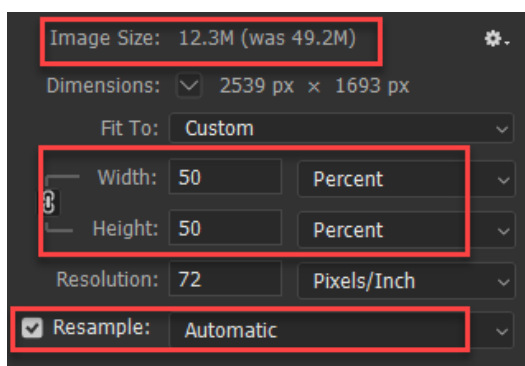 Image Size: 12.3M (was 49.2M)
Dimensions: 2539 px × 1693 px
Fit To: Custom
Width: 50 Percent
Height: 50 Percent
Resolution: 72 Pixels/Inch
Resample: Automatic